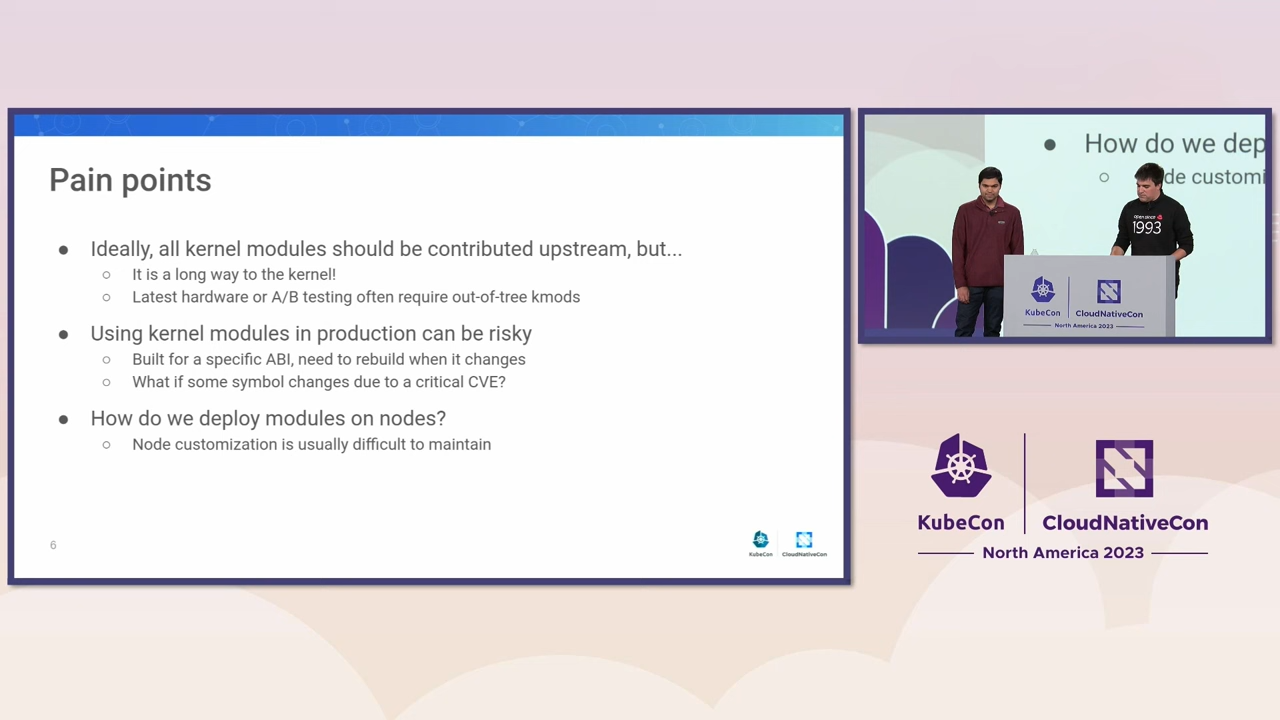 Pain points
● Ideally, all kernel modules should be contributed upstream, but...
○ It is a long way to the kernel!
○ Latest hardware or A/B testing often require out-of-tree kmods
● Using kernel modules in production can be risky
○ Built for a specific ABI, need to rebuild when it changes
○ What if some symbol changes due to a critical CVE?
● How do we deploy modules on nodes?
○ Node customization is usually difficult to maintain
6
KubeCon
CloudNativeCon
● How do we dep
○ de customi
open since
1993
KubeCon
CloudNativeCon
North America 2023
KubeCon
CloudNativeCon
North America 2023